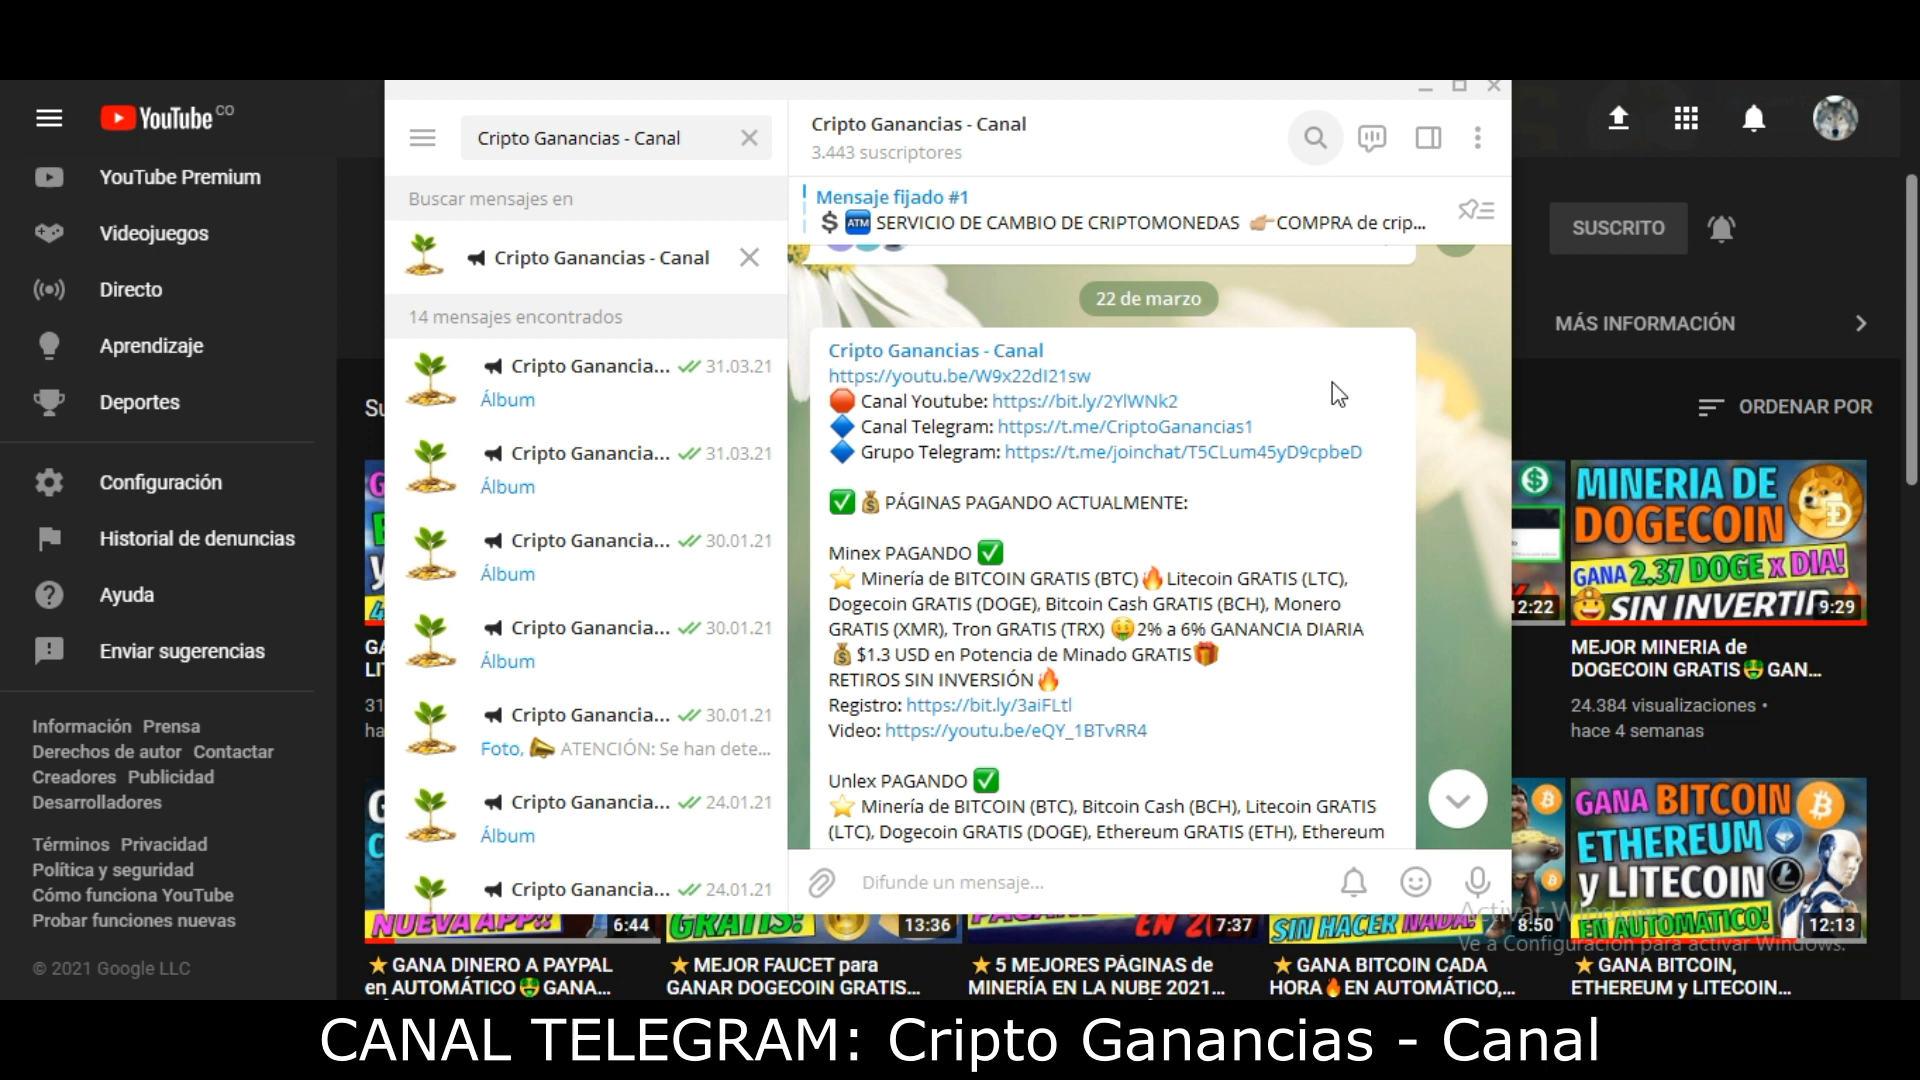 YouTube CO
YouTube Premium
Videojuegos
Directo
Aprendizaje
Deportes
Configuración
Historial de denuncias
Ayuda
Enviar sugerencias
Información Prensa
Derechos de autor Contactar
Creadores Publicidad
Desarrolladores
Términos Privacidad
Política y seguridad
Cómo funciona YouTube
Probar funciones nuevas
© 2021 Google LLC
Cripto Ganancias - Canal
Buscar mensajes en
Cripto Ganancias - Canal
14 mensajes encontrados
Cripto Ganancia... 31.03.21
Álbum
Cripto Ganancia... 31.03.21
Álbum
Cripto Ganancia... 30.01.21
Álbum
Cripto Ganancia... 30.01.21
Álbum
Cripto Ganancia... 30.01.21
Foto, 📣 ATENCIÓN: Se han dete...
Cripto Ganancia... 24.01.21
Álbum
Cripto Ganancia... 24.01.21
Cripto Ganancias - Canal
3.443 suscriptores
Mensaje fijado #1
💲 🏧 SERVICIO DE CAMBIO DE CRIPTOMONEDAS 👉COMPRA de crip...
22 de marzo
Cripto Ganancias - Canal
https://youtu.be/W9x22dI21sw
🛑 Canal Youtube: https://bit.ly/2YlWNk2
🔷 Canal Telegram: https://t.me/CriptoGanancias1
🔷 Grupo Telegram: https://t.me/joinchat/T5CLum45yD9cpbeD
✅ 💰 PÁGINAS PAGANDO ACTUALMENTE:
Minex PAGANDO ✅
⭐ Minería de BITCOIN GRATIS (BTC) 🔥Litecoin GRATIS (LTC),
Dogecoin GRATIS (DOGE), Bitcoin Cash GRATIS (BCH), Monero
GRATIS (XMR), Tron GRATIS (TRX) 🤑2% a 6% GANANCIA DIARIA
💰 $1.3 USD en Potencia de Minado GRATIS🎁
RETIROS SIN INVERSIÓN🔥
Registro: https://bit.ly/3aiFLtl
Video: https://youtu.be/eQY_1BTvRR4
Unlex PAGANDO ✅
⭐ Minería de BITCOIN (BTC), Bitcoin Cash (BCH), Litecoin GRATIS
(LTC), Dogecoin GRATIS (DOGE), Ethereum GRATIS (ETH), Ethereum
Difunde un mensaje...
SUSCRITO
MÁS INFORMACIÓN
ORDENAR POR
12:22
MINERIA DE
DOGECOIN
GANA 2.37 DOGE x DIA!
SIN INVERTIR
9:29
MEJOR MINERIA de
DOGECOIN GRATIS🤑GAN...
24.384 visualizaciones •
hace 4 semanas
NUEVA APP!!
6:44
⭐GANA DINERO A PAYPAL
en AUTOMÁTICO🤑GANA...
GRATIS!
13:36
⭐MEJOR FAUCET para
GANAR DOGECOIN GRATIS...
7:37
⭐5 MEJORES PÁGINAS de
MINERÍA EN LA NUBE 2021...
SIN HACER NADA!
8:50
⭐GANA BITCOIN CADA
HORA🔥EN AUTOMÁTICO,...
GANA BITCOIN
ETHEREUM
y LITECOIN
EN AUTOMATICO!
12:13
⭐GANA BITCOIN,
ETHEREUM y LITECOIN...
Activar Windows
Ve a Configuración para activar Windows.
CANAL TELEGRAM: Cripto Ganancias - Canal